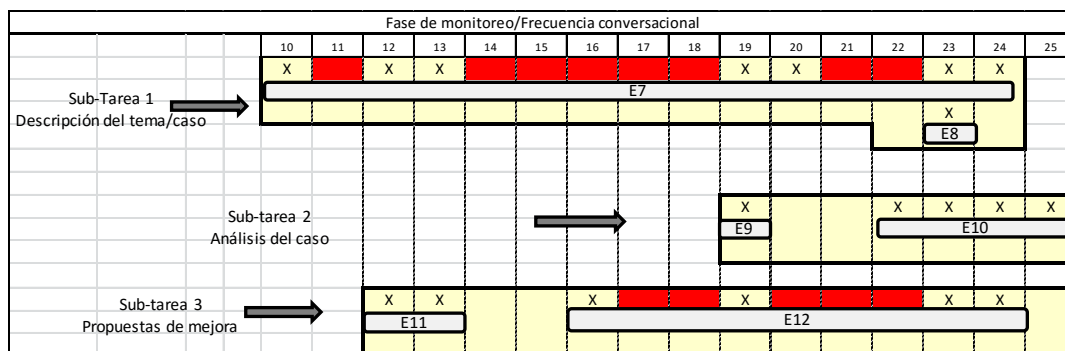 Fase de monitoreo/Frecuencia conversacional
10 11 12 13 14 15 16 17 18 19 20 21 22 23 24 25
X X X X X X X
E7
Sub-Tarea 1
Descripción del tema/caso
X
E8
X X X X X
Sub-tarea 2
E9 E10
Análisis del caso
X X X X X X
Sub-tarea 3
E11 E12
Propuestas de mejora